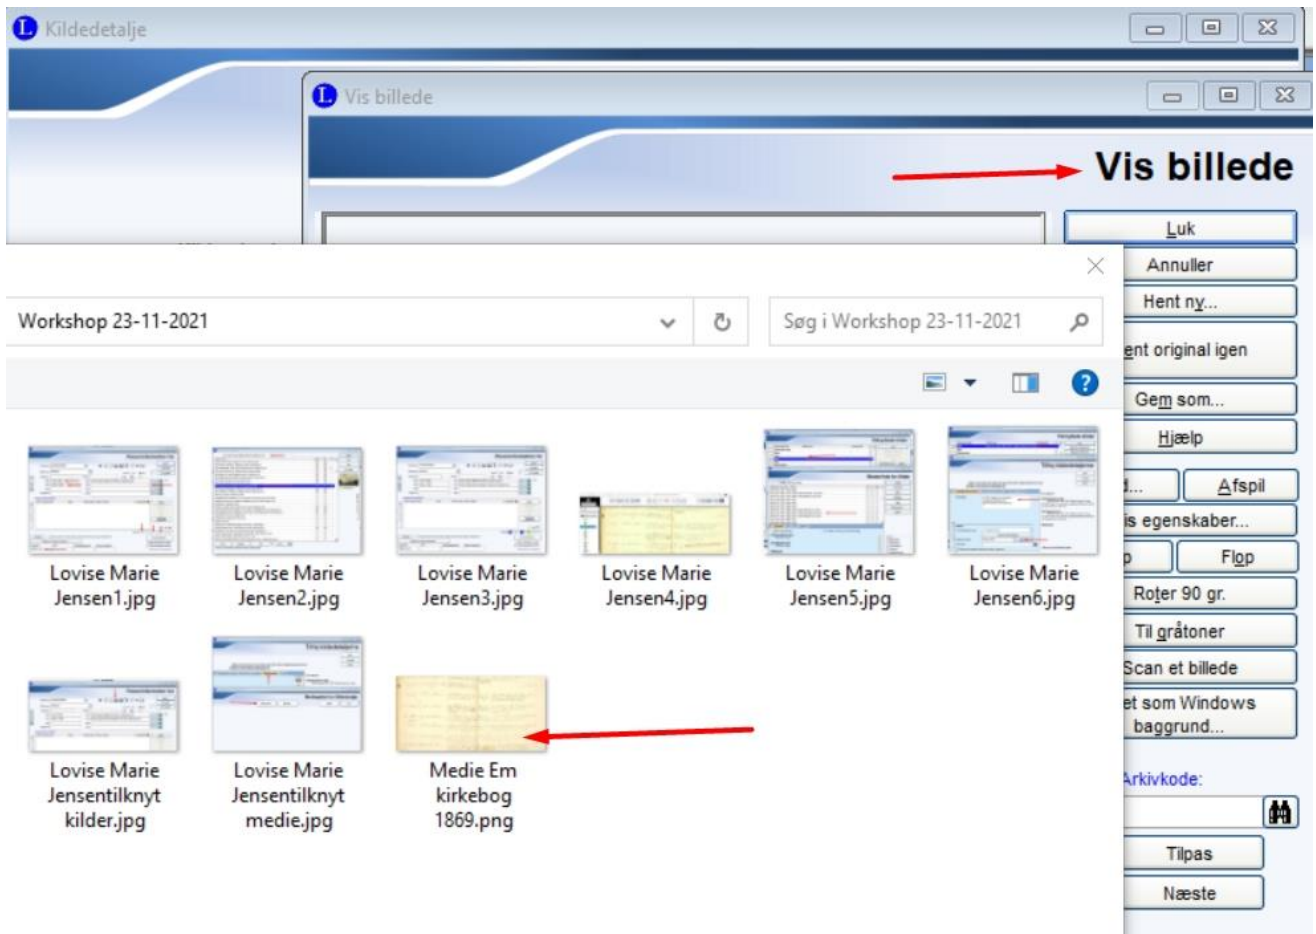 Kildedetalje
Vis billede
Vis billede
Luk
Annuller
Workshop 23-11-2021
Søg i Workshop 23-11-2021
Hent ny...
ent original igen
Gem som...
Hjælp
... Afspil
is egenskaber...
p Flop
Roter 90 gr.
Til gråtoner
Scan et billede
et som Windows
baggrund...
Arkivkode:
Tilpas
Næste
Lovise Marie
Jensen1.jpg
Lovise Marie
Jensen2.jpg
Lovise Marie
Jensen3.jpg
Lovise Marie
Jensen4.jpg
Lovise Marie
Jensen5.jpg
Lovise Marie
Jensen6.jpg
Lovise Marie
Jensentilknyt
kilder.jpg
Lovise Marie
Jensentilknyt
medie.jpg
Medie Em
kirkebog
1869.png